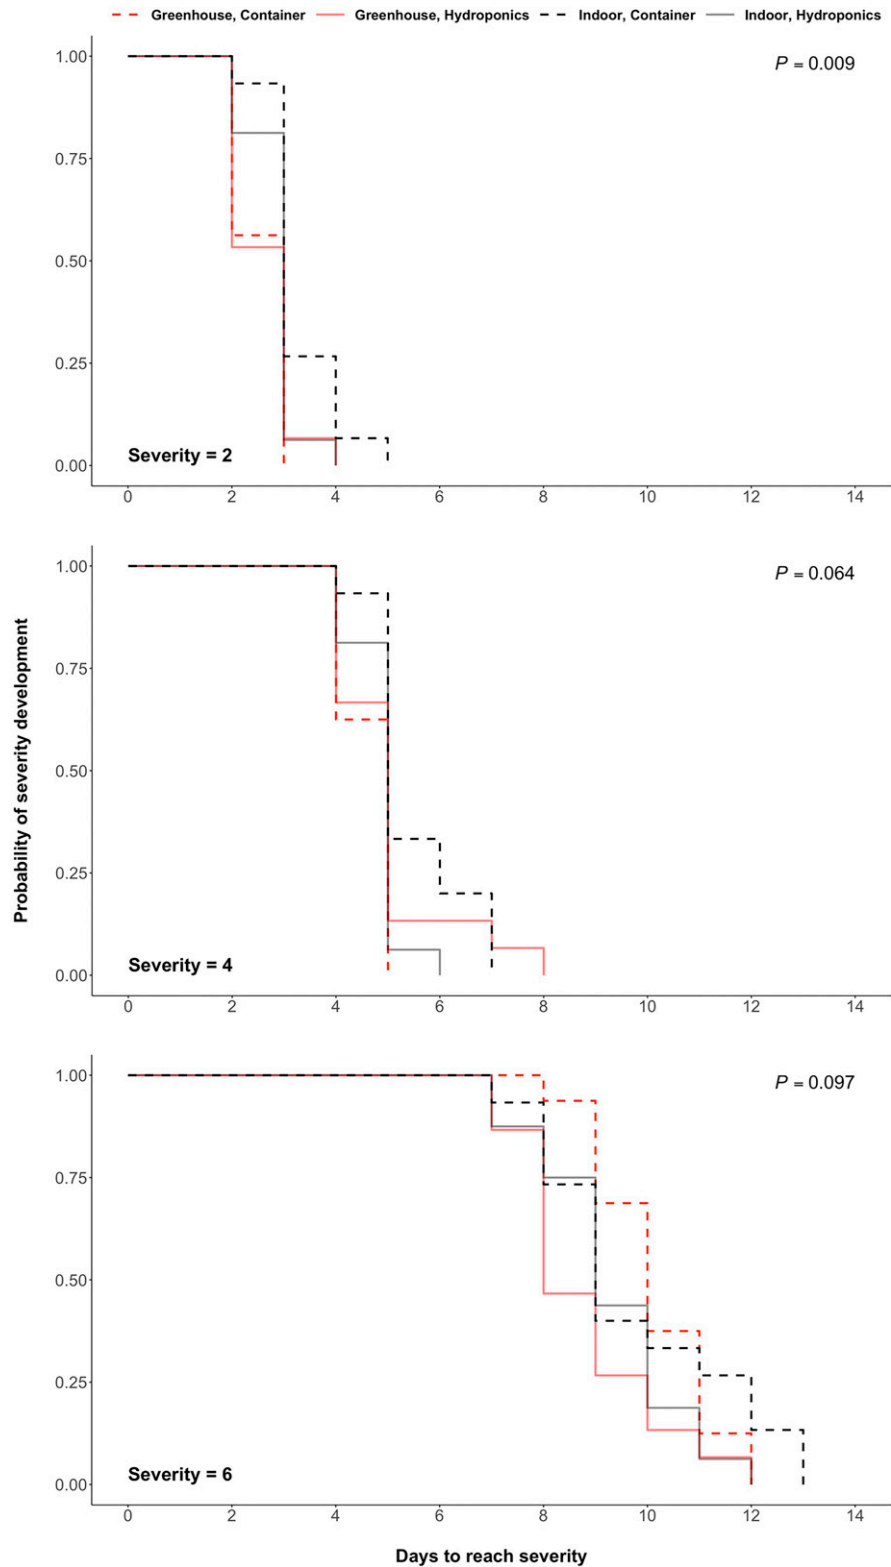 Greenhouse, Container Greenhouse, Hydroponics Indoor, Container Indoor, Hydroponics
P = 0.009
1.00
0.75
0.50
0.25
0.00
Severity = 2
0 2 4 6 8 10 12 14
Probability of severity development
P = 0.064
1.00
0.75
0.50
0.25
0.00
Severity = 4
0 2 4 6 8 10 12 14
P = 0.097
1.00
0.75
0.50
0.25
0.00
Severity = 6
0 2 4 6 8 10 12 14
Days to reach severity